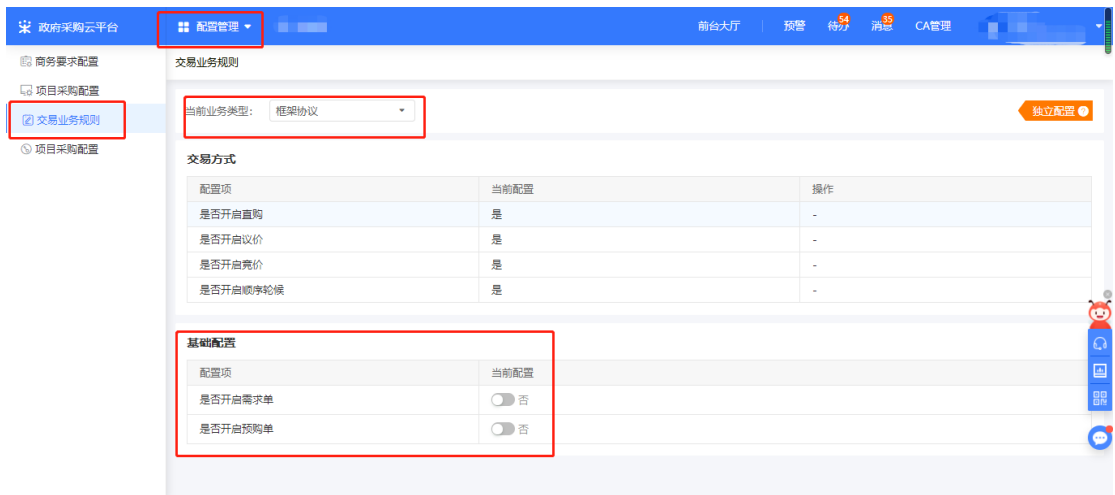 政府采购云平台 配置管理 前台大厅 预警 待办 54 消息 35 CA管理
商务要求配置
项目采购配置
交易业务规则
项目采购配置
交易业务规则
当前业务类型： 框架协议
独立配置 ?
交易方式
配置项 当前配置 操作
是否开启直购 是 -
是否开启议价 是 -
是否开启竞价 是 -
是否开启顺序轮候 是 -
基础配置
配置项 当前配置
是否开启需求单 否
是否开启预购单 否